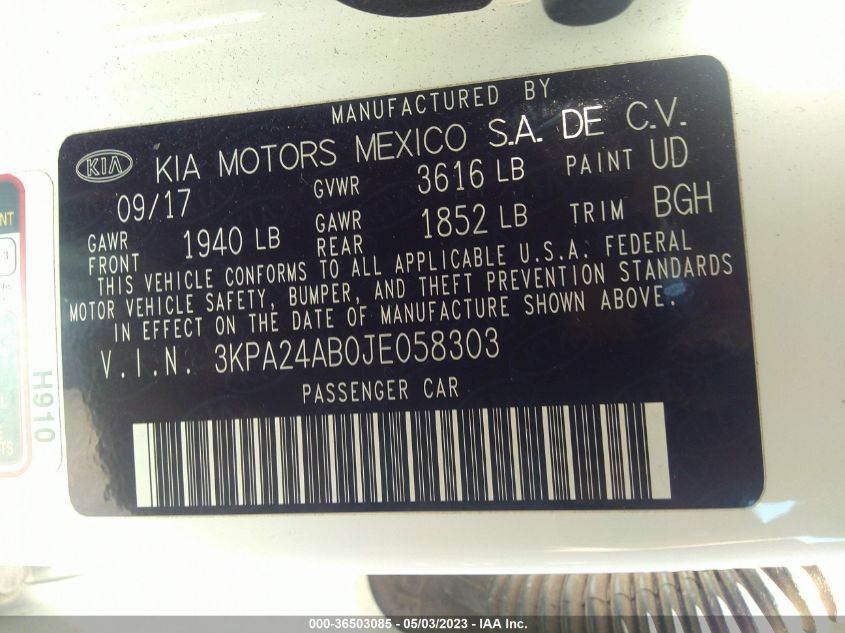 MANUFACTURED BY
KIA KIA MOTORS MEXICO S.A. DE C.V.
09/17 GVWR 3616 LB PAINT UD
GAWR FRONT 1940 LB GAWR REAR 1852 LB TRIM BGH
THIS VEHICLE CONFORMS TO ALL APPLICABLE U.S.A. FEDERAL
MOTOR VEHICLE SAFETY, BUMPER, AND THEFT PREVENTION STANDARDS
IN EFFECT ON THE DATE OF MANUFACTURE SHOWN ABOVE.
V.I.N. 3KPA24AB0JE058303
PASSENGER CAR
H910
000-36503085 - 05/03/2023 - IAA Inc.